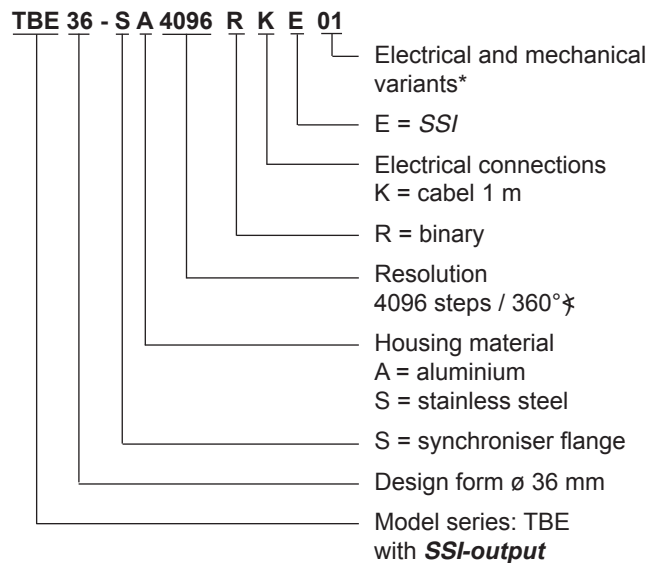 TBE 36 - S A 4096 R K E 01
Electrical and mechanical
variants*
E = SSI
Electrical connections
K = cabel 1 m
R = binary
Resolution
4096 steps / 360°∢
Housing material
A = aluminium
S = stainless steel
S = synchroniser flange
Design form ø 36 mm
Model series: TBE
with SSI-output